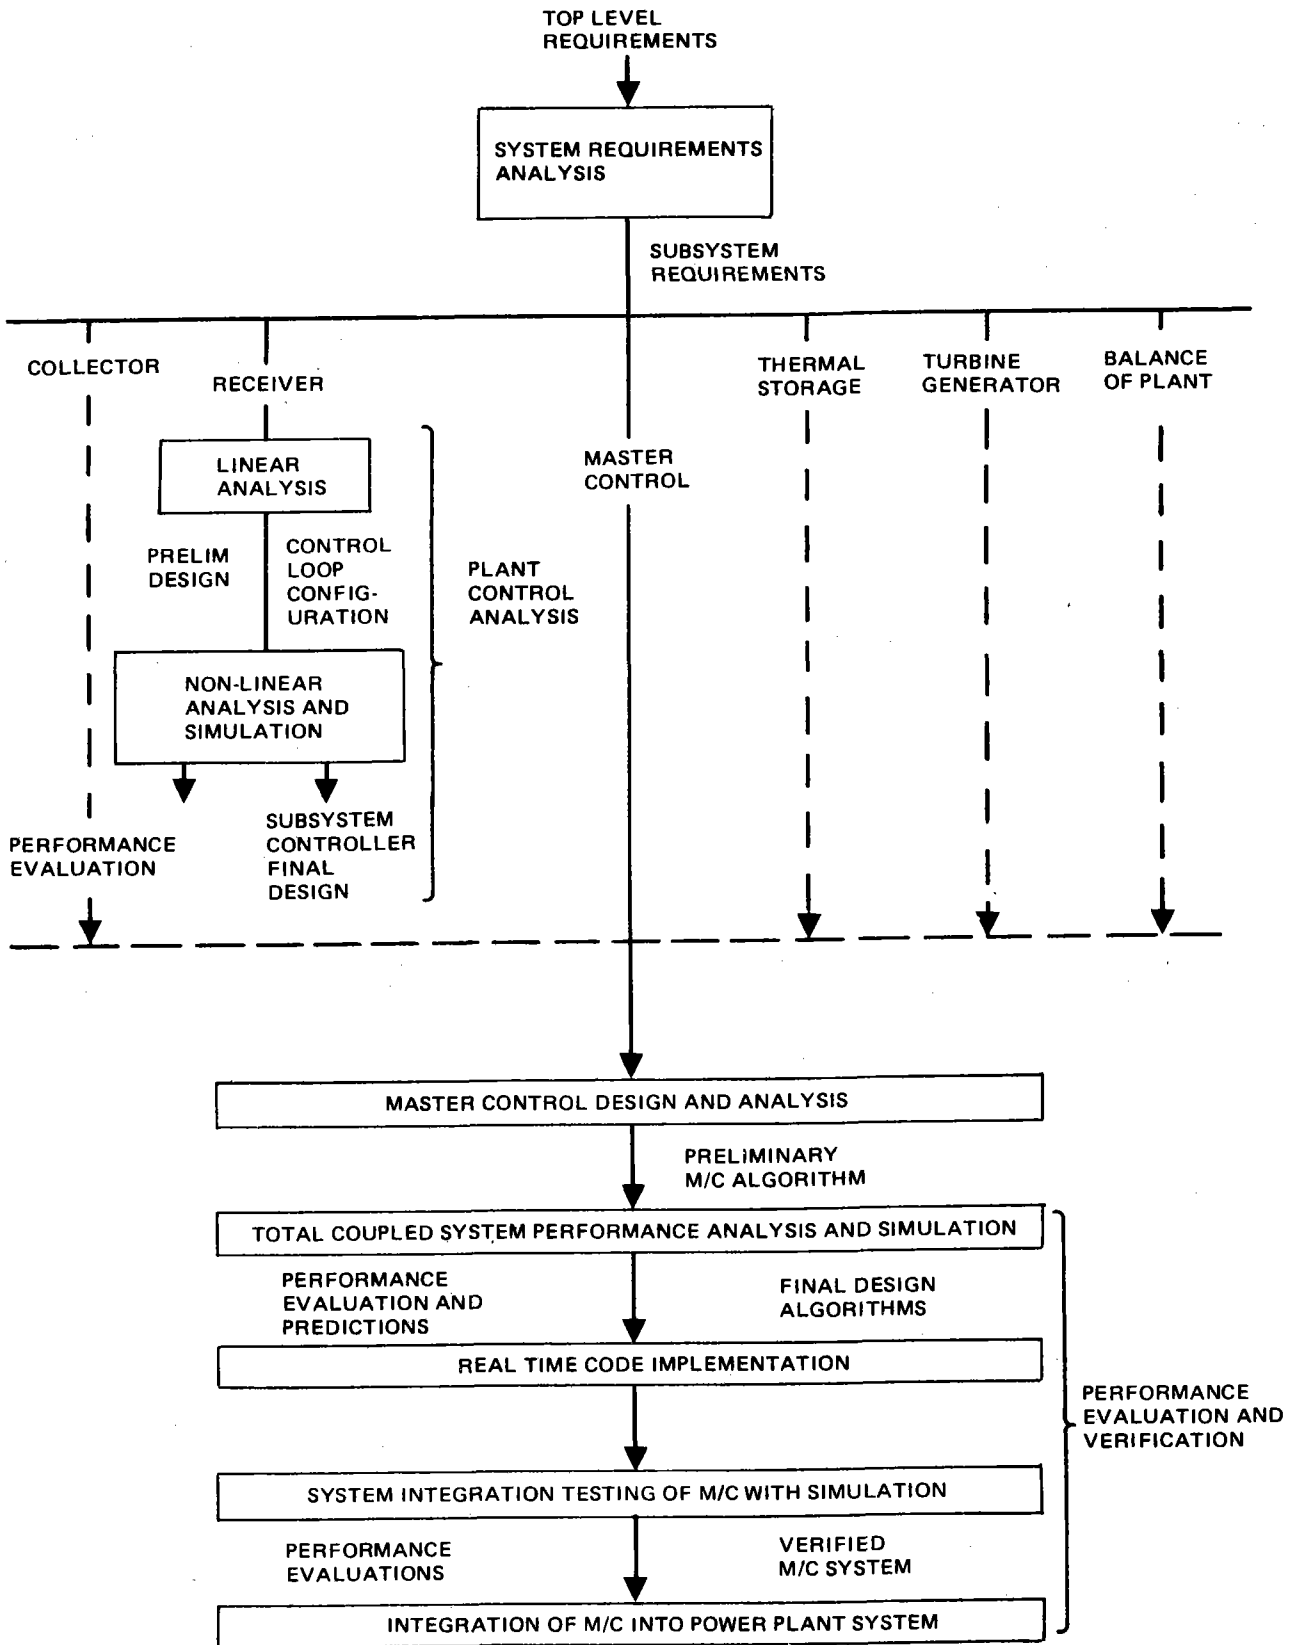 TOP LEVEL
REQUIREMENTS
SYSTEM REQUIREMENTS
ANALYSIS
SUBSYSTEM
REQUIREMENTS
COLLECTOR
RECEIVER
THERMAL
STORAGE
TURBINE
GENERATOR
BALANCE
OF PLANT
LINEAR
ANALYSIS
MASTER
CONTROL
PRELIM
DESIGN
CONTROL
LOOP
CONFIG-
URATION
PLANT
CONTROL
ANALYSIS
NON-LINEAR
ANALYSIS AND
SIMULATION
PERFORMANCE
EVALUATION
SUBSYSTEM
CONTROLLER
FINAL
DESIGN
MASTER CONTROL DESIGN AND ANALYSIS
PRELIMINARY
M/C ALGORITHM
TOTAL COUPLED SYSTEM PERFORMANCE ANALYSIS AND SIMULATION
PERFORMANCE
EVALUATION AND
PREDICTIONS
FINAL DESIGN
ALGORITHMS
REAL TIME CODE IMPLEMENTATION
PERFORMANCE
EVALUATION AND
VERIFICATION
SYSTEM INTEGRATION TESTING OF M/C WITH SIMULATION
PERFORMANCE
EVALUATIONS
VERIFIED
M/C SYSTEM
INTEGRATION OF M/C INTO POWER PLANT SYSTEM